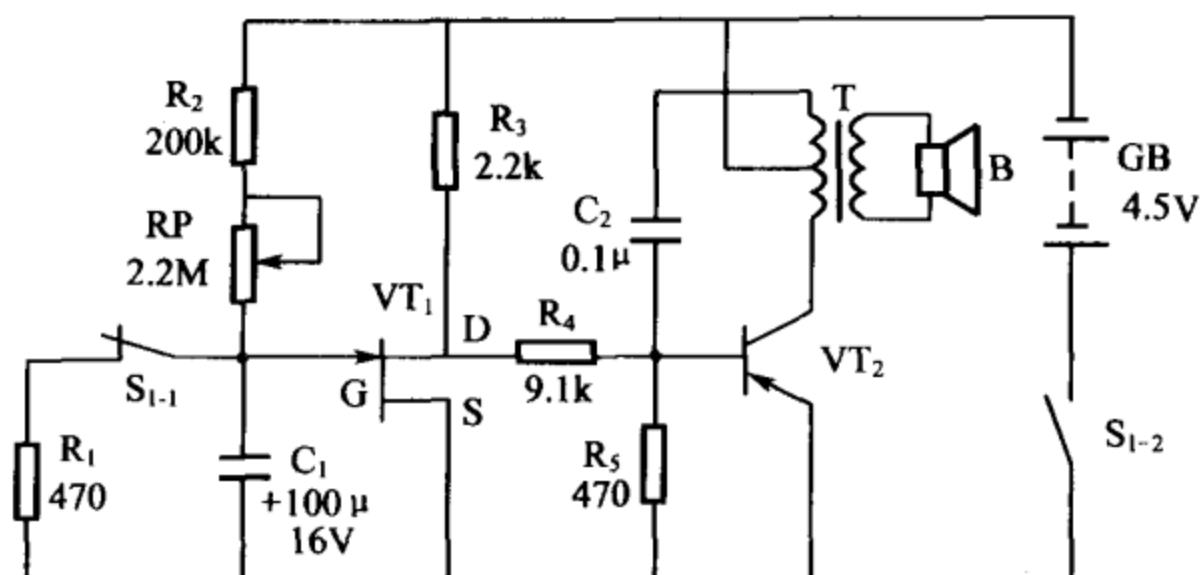 R₂
200k
RP
2.2M
R₃
2.2k
T
B
GB
4.5V
C₂
0.1μ
VT₁
D
G
S
R₄
9.1k
VT₂
S₁₋₁
S₁₋₂
R₁
470
C₁
+100μ
16V
R₅
470